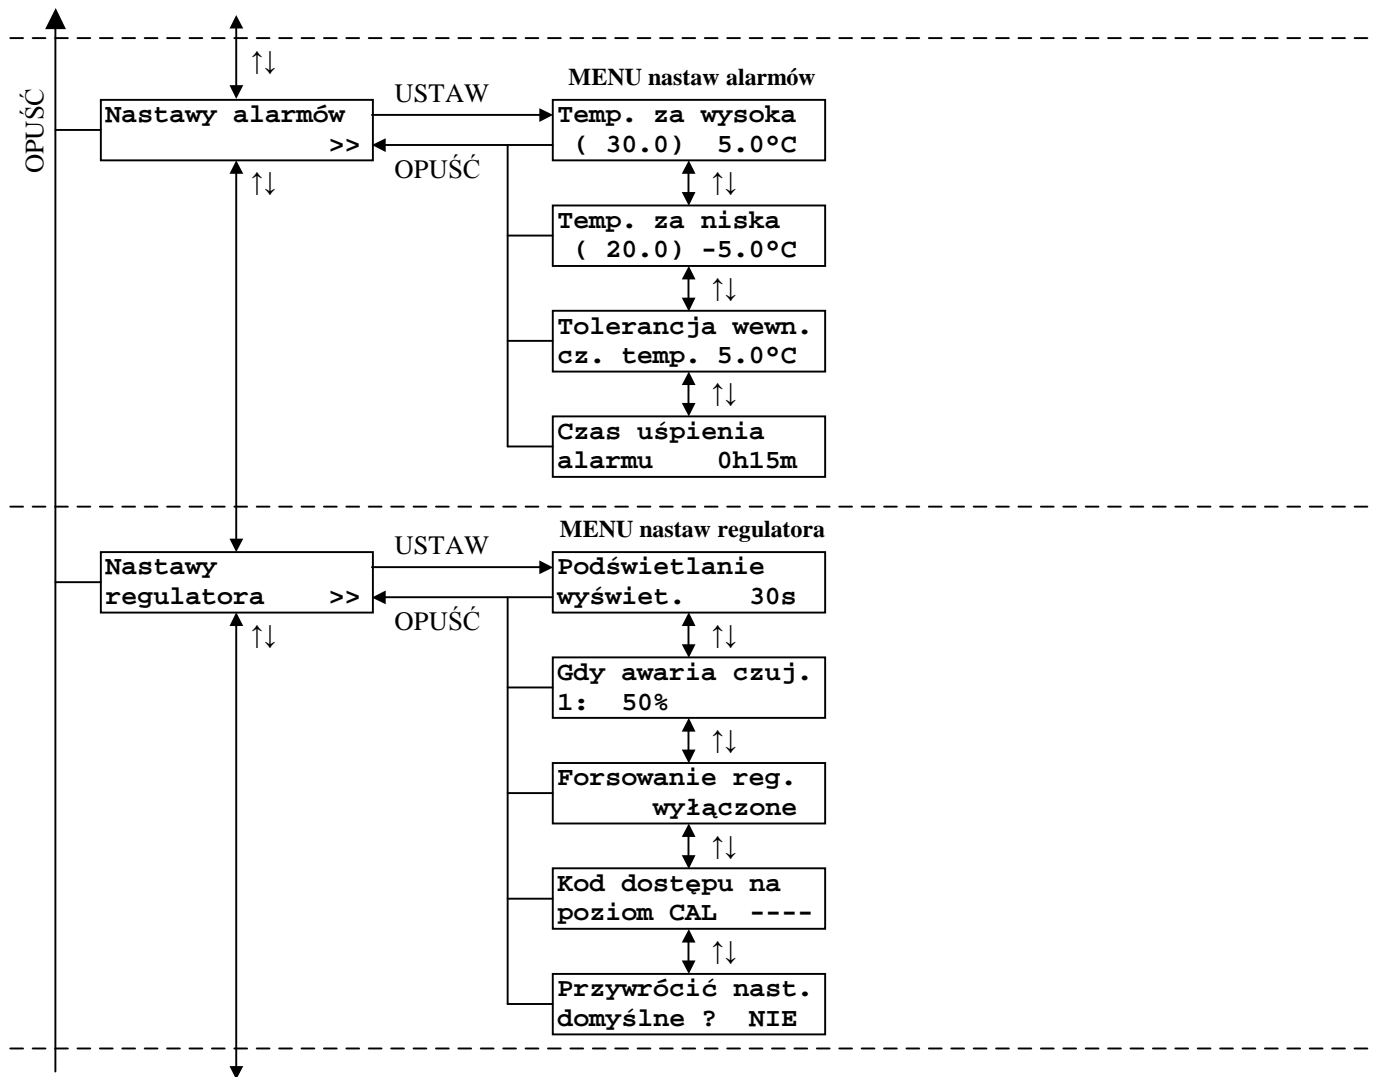 ↑↓
OPUŚĆ
MENU nastaw alarmów
Nastawy alarmów
>>
USTAW
OPUŚĆ
Temp. za wysoka
( 30.0) 5.0°C
↑↓
↑↓
Temp. za niska
( 20.0) -5.0°C
↑↓
Tolerancja wewn.
cz. temp. 5.0°C
↑↓
Czas uśpienia
alarmu 0h15m
MENU nastaw regulatora
Nastawy
regulatora >>
USTAW
OPUŚĆ
Podświetlanie
wyświet. 30s
↑↓
↑↓
Gdy awaria czuj.
1: 50%
↑↓
Forsowanie reg.
wyłączone
↑↓
Kod dostępu na
poziom CAL ----
↑↓
Przywrócić nast.
domyślne ? NIE